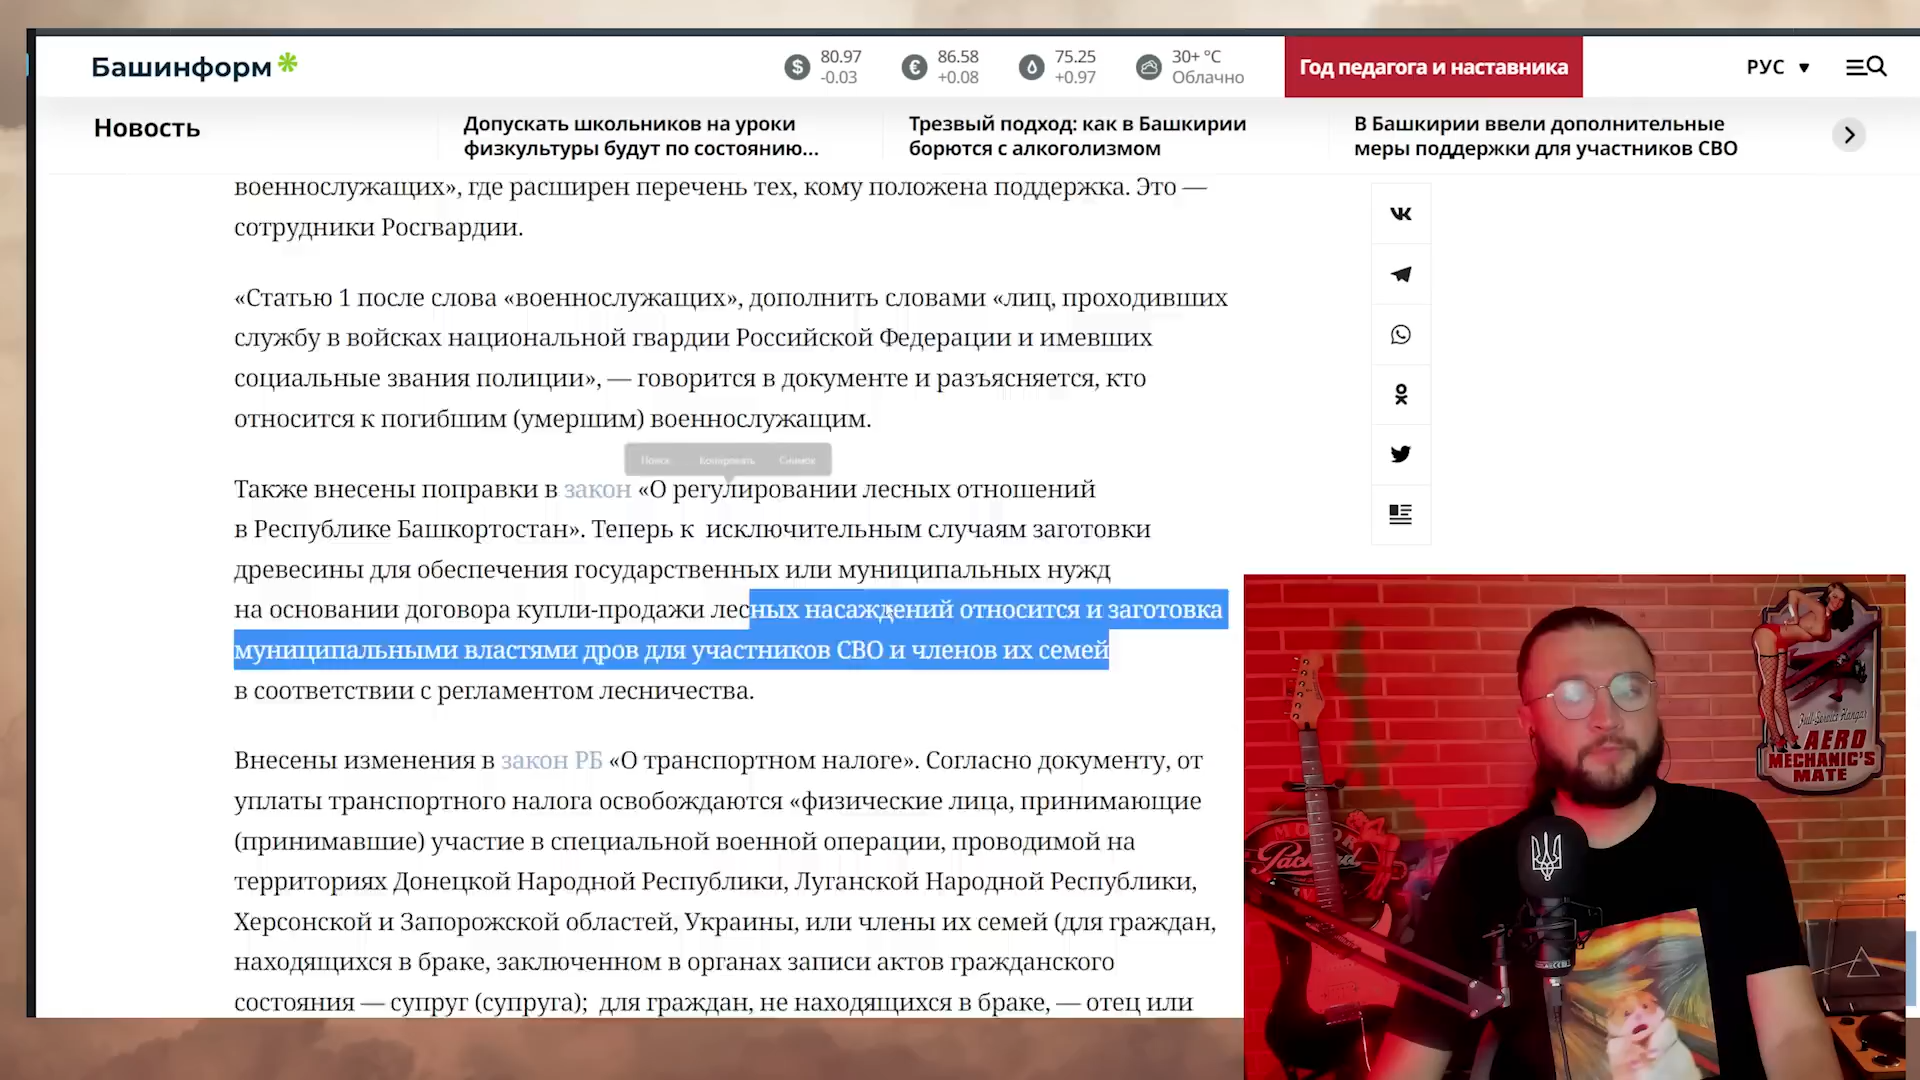 Башинформ
80.97
-0.03
86.58
+0.08
75.25
+0.97
30+ °C
Облачно
Год педагога и наставника
РУС
Новость
Допускать школьников на уроки
физкультуры будут по состоянию...
Трезвый подход: как в Башкирии
борются с алкоголизмом
В Башкирии ввели дополнительные
меры поддержки для участников СВО
военнослужащих», где расширен перечень тех, кому положена поддержка. Это —
сотрудники Росгвардии.
«Статью 1 после слова «военнослужащих», дополнить словами «лиц, проходивших
службу в войсках национальной гвардии Российской Федерации и имевших
социальные звания полиции», — говорится в документе и разъясняется, кто
относится к погибшим (умершим) военнослужащим.
Поиск Копировать Снимок
Также внесены поправки в закон «О регулировании лесных отношений
в Республике Башкортостан». Теперь к исключительным случаям заготовки
древесины для обеспечения государственных или муниципальных нужд
на основании договора купли-продажи лесных насаждений относится и заготовка
муниципальными властями дров для участников СВО и членов их семей
в соответствии с регламентом лесничества.
Внесены изменения в закон РБ «О транспортном налоге». Согласно документу, от
уплаты транспортного налога освобождаются «физические лица, принимающие
(принимавшие) участие в специальной военной операции, проводимой на
территориях Донецкой Народной Республики, Луганской Народной Республики,
Херсонской и Запорожской областей, Украины, или члены их семей (для граждан,
находящихся в браке, заключенном в органах записи актов гражданского
состояния — супруг (супруга); для граждан, не находящихся в браке, — отец или
Full-Service Hangar
AERO
MECHANIC'S
MATE
MOTOR
Packard